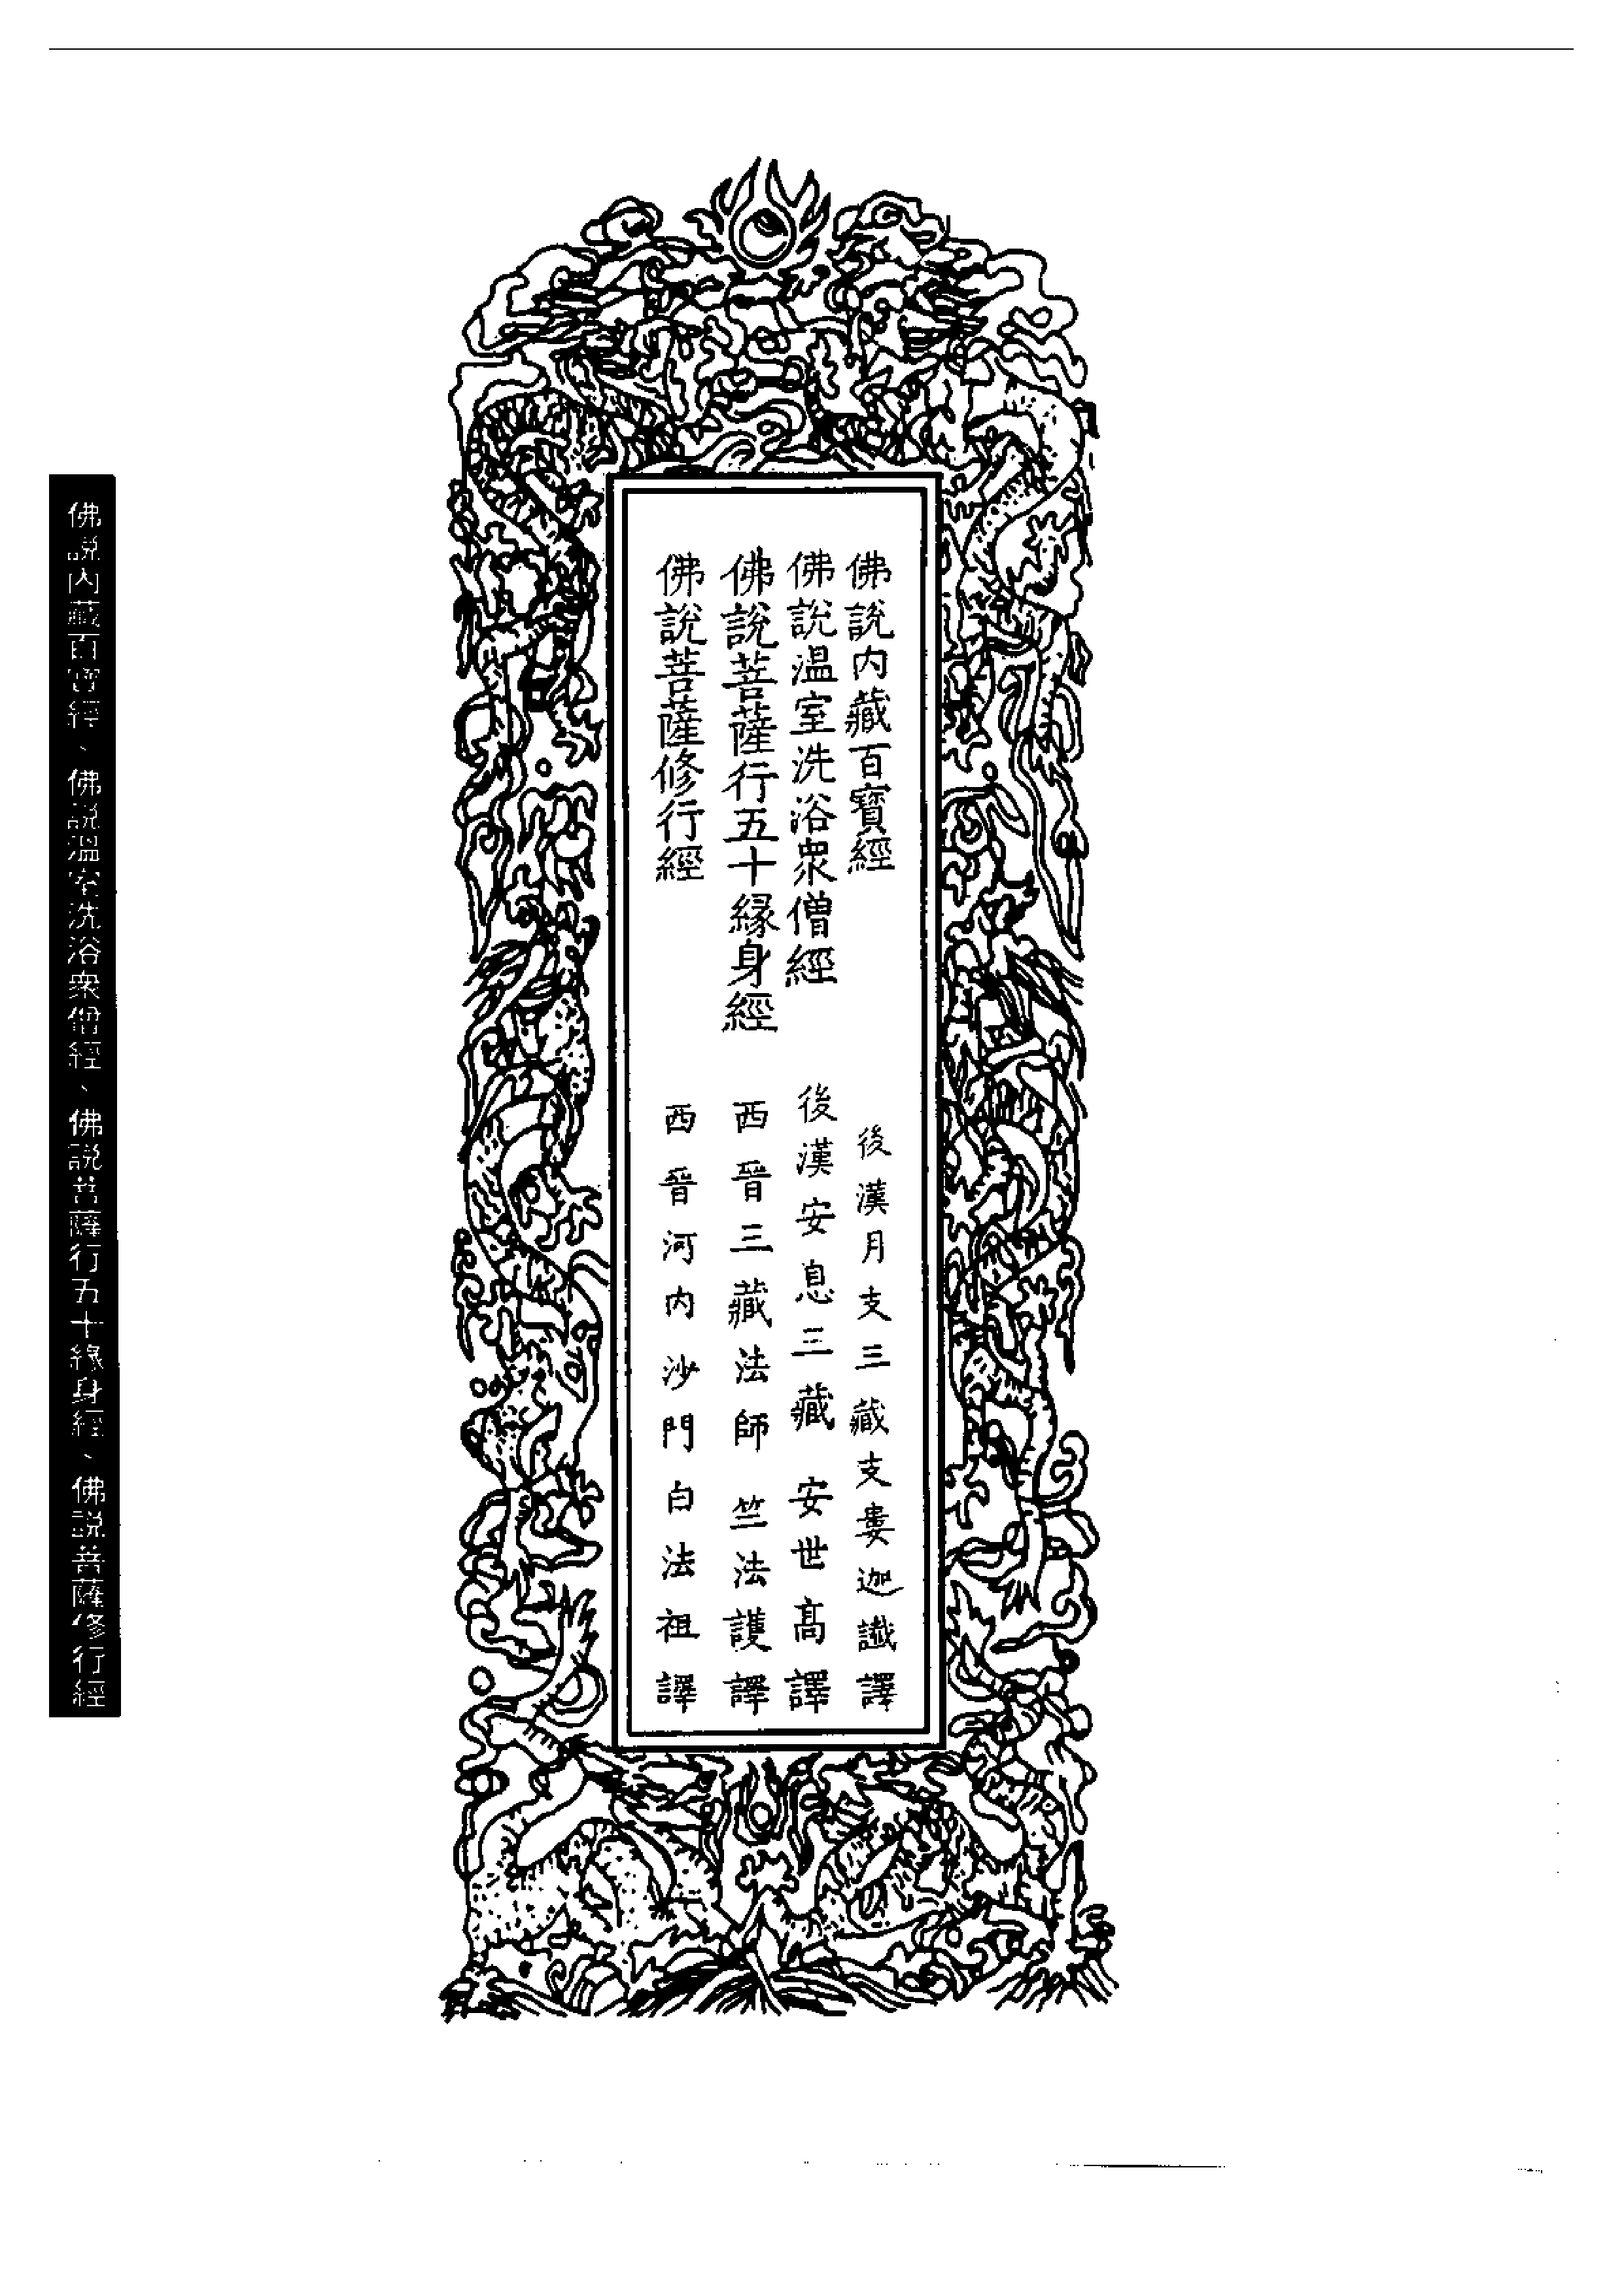 佛說内藏百寶經　後漢月支三藏支婁迦讖譯
佛說温室洗浴衆僧經　後漢安息三藏　安世高譯
佛說菩薩行五十縁身經　西晉三藏法師　竺法護譯
佛說菩薩修行經　西晉河内沙門白法祖譯
佛說内藏百寶經、佛說溫室洗浴衆僧經、佛說菩薩行五十緣身經、佛說菩薩修行經